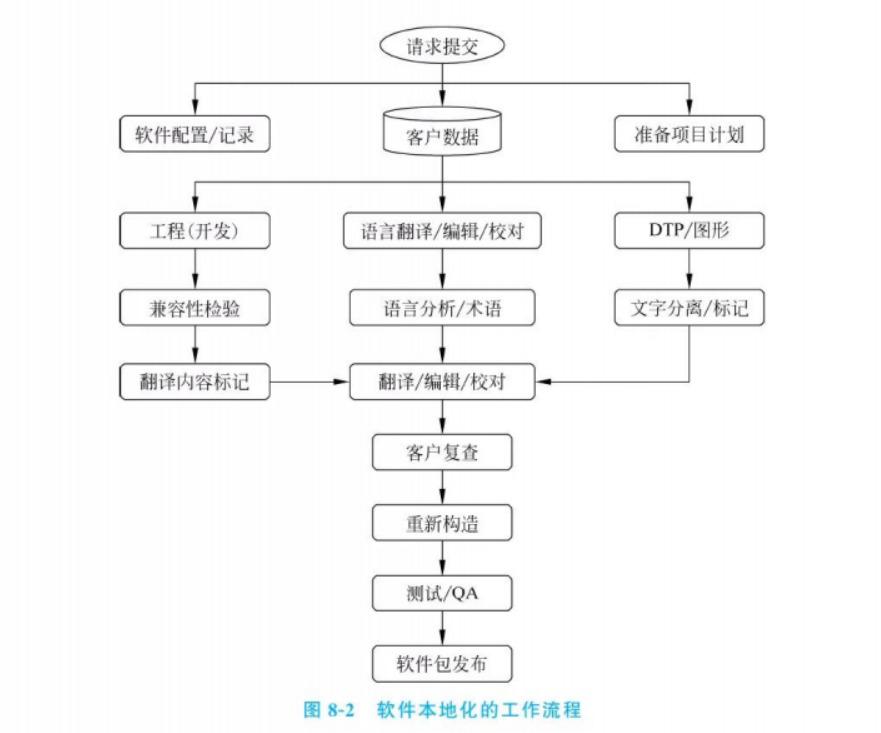 请求提交
软件配置/记录
客户数据
准备项目计划
工程(开发)
语言翻译/编辑/校对
DTP/图形
兼容性检验
语言分析/术语
文字分离/标记
翻译内容标记
翻译/编辑/校对
客户复查
重新构造
测试/QA
软件包发布
图 8-2 软件本地化的工作流程